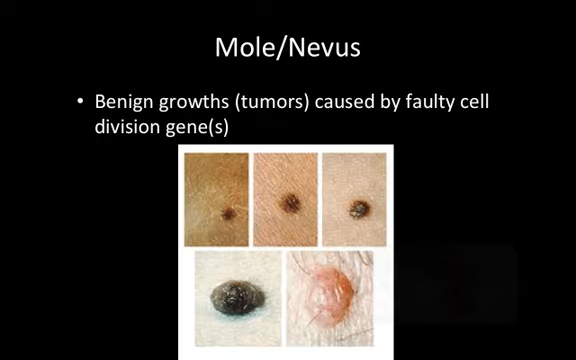 Mole/Nevus
• Benign growths (tumors) caused by faulty cell
division gene(s)